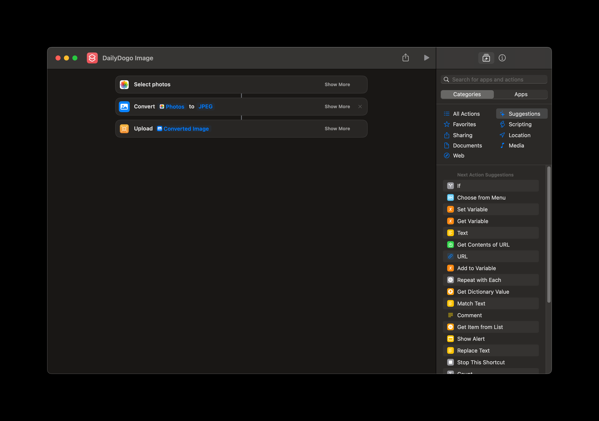 DailyDogo Image
Select photos Show More
Convert Photos to JPEG Show More
Upload Converted Image Show More
Search for apps and actions
Categories Apps
All Actions Suggestions
Favorites Scripting
Sharing Location
Documents Media
Web
Next Action Suggestions
If
Choose from Menu
Set Variable
Get Variable
Text
Get Contents of URL
URL
Add to Variable
Repeat with Each
Get Dictionary Value
Match Text
Comment
Get Item from List
Show Alert
Replace Text
Stop This Shortcut
Count